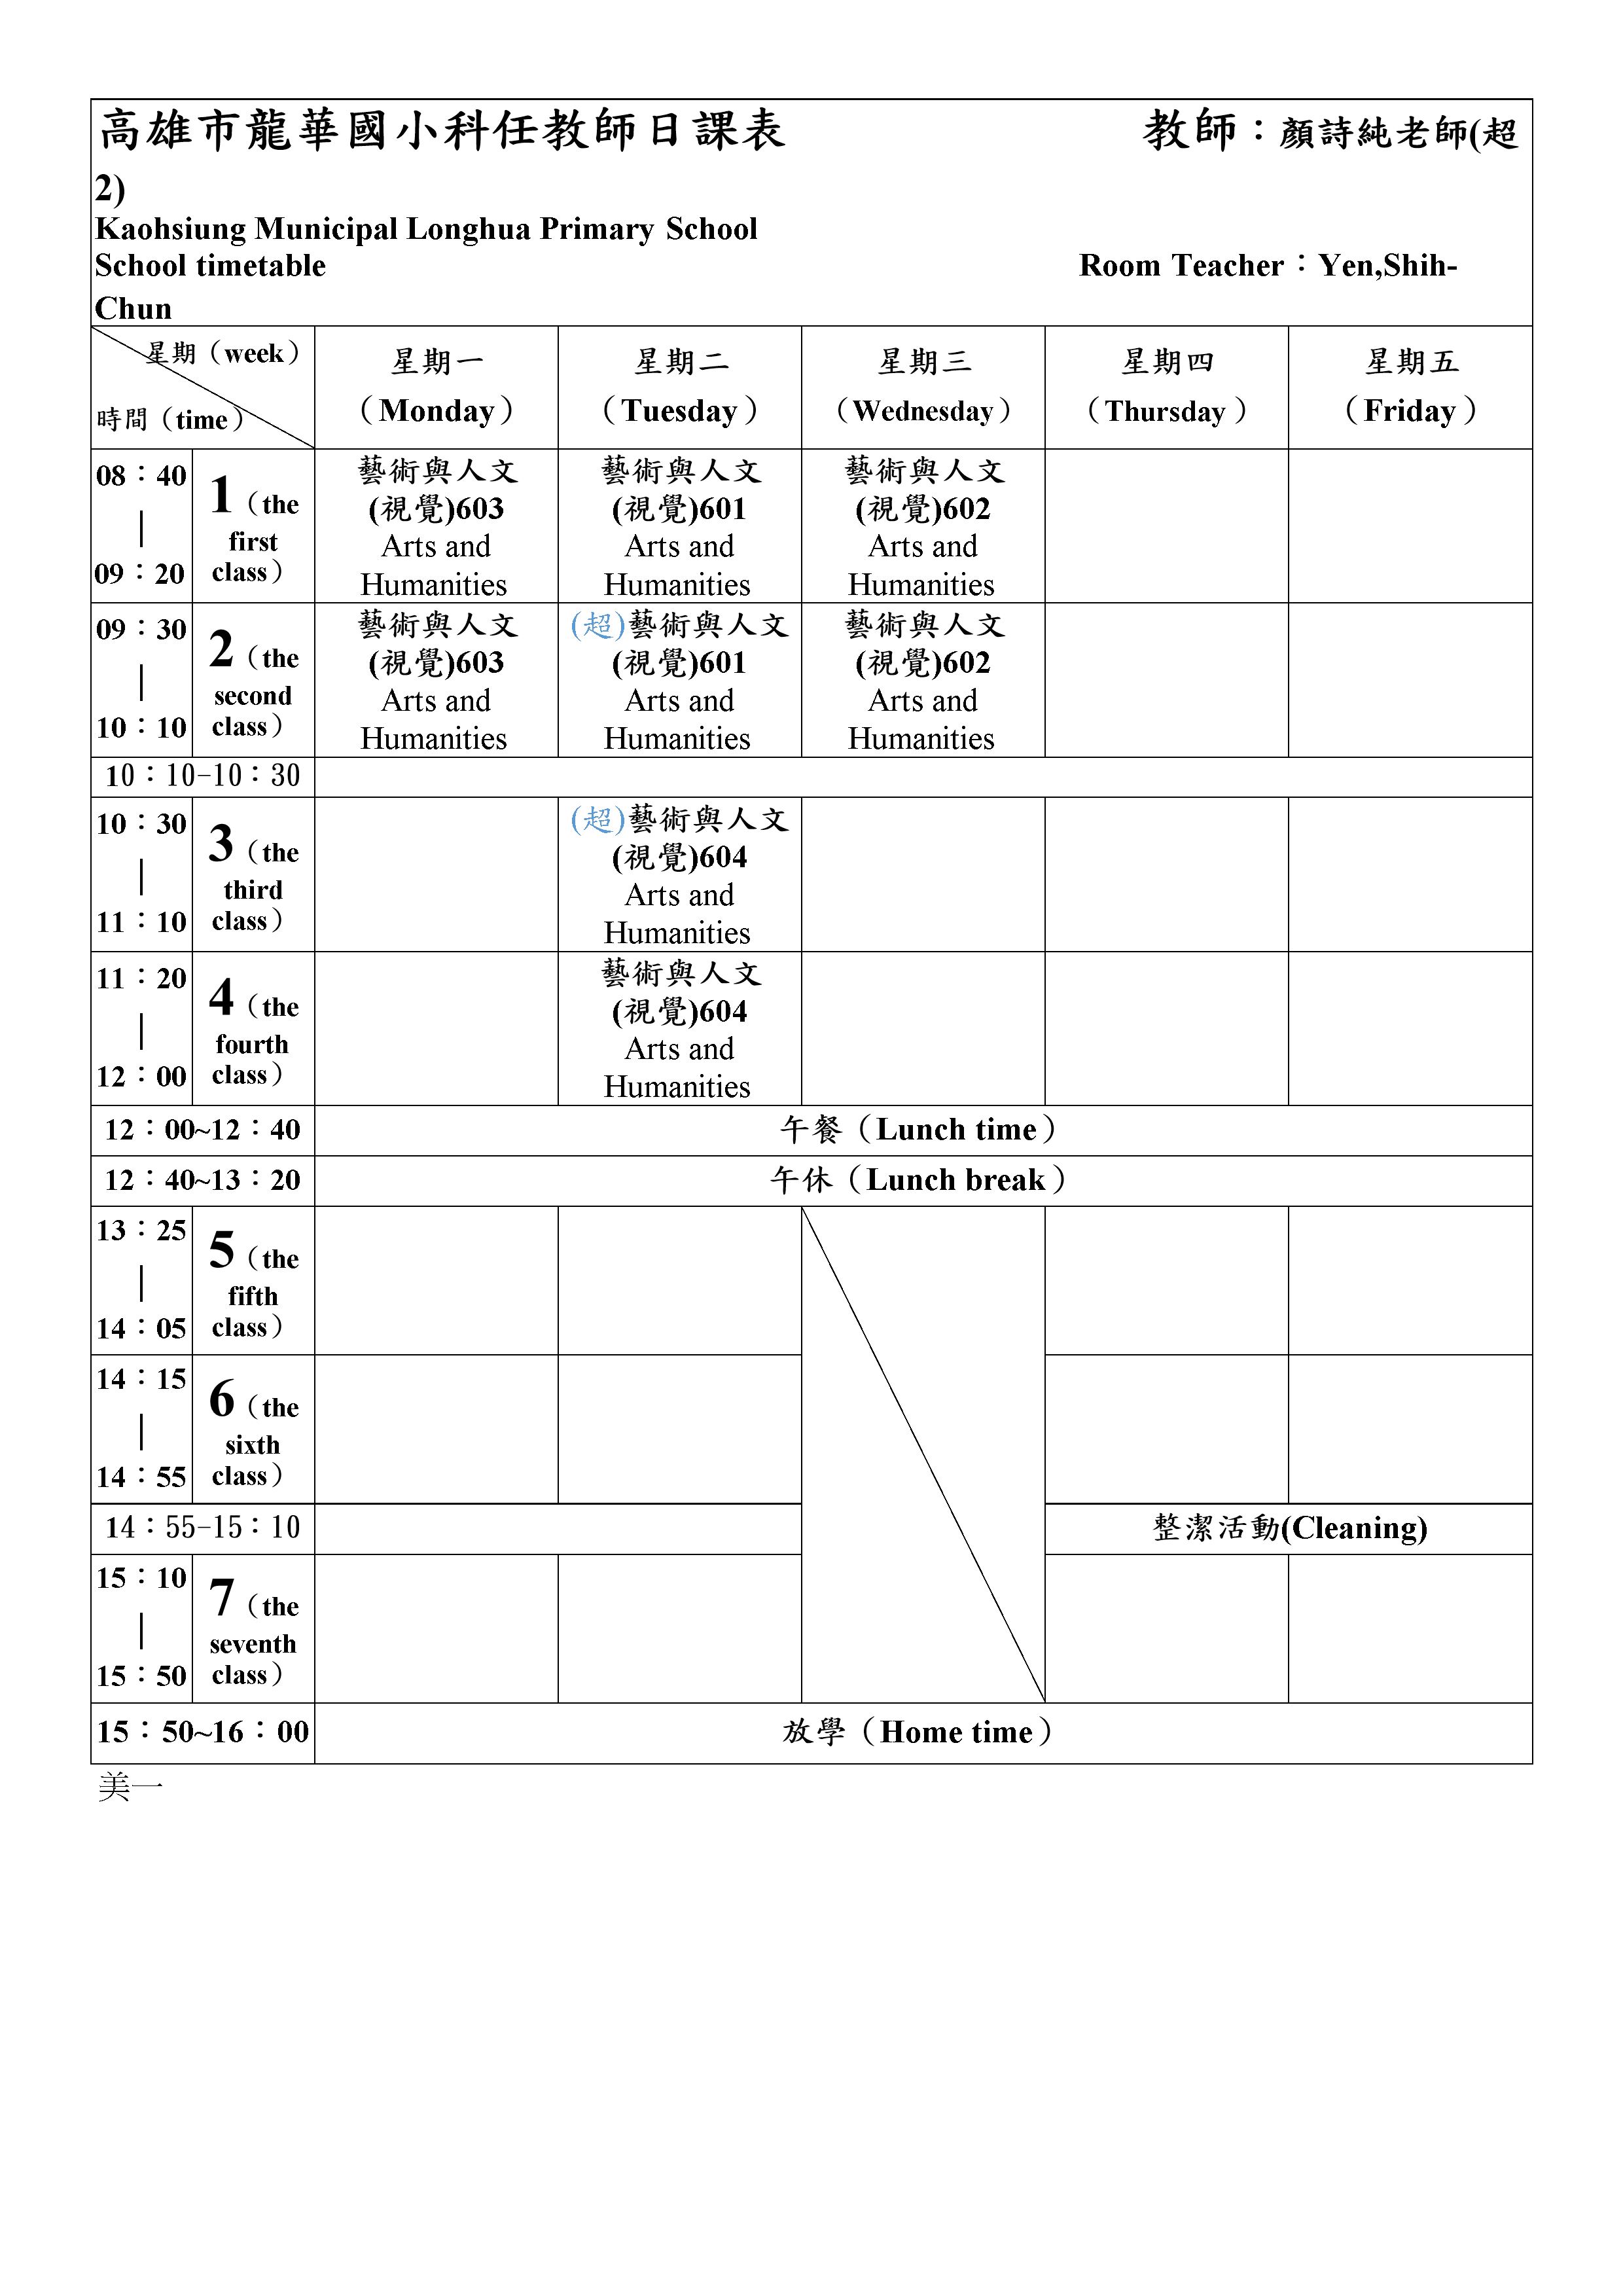 高雄市龍華國小科任教師日課表 教師：顏詩純老師(超
2)
Kaohsiung Municipal Longhua Primary School
School timetable Room Teacher：Yen,Shih-
Chun
星期（week）
時間（time）
星期一
（Monday）
星期二
（Tuesday）
星期三
（Wednesday）
星期四
（Thursday）
星期五
（Friday）
08：40
｜
09：20
1（the
first
class）
藝術與人文
(視覺)603
Arts and
Humanities
藝術與人文
(視覺)601
Arts and
Humanities
藝術與人文
(視覺)602
Arts and
Humanities
09：30
｜
10：10
2（the
second
class）
藝術與人文
(視覺)603
Arts and
Humanities
(超)藝術與人文
(視覺)601
Arts and
Humanities
藝術與人文
(視覺)602
Arts and
Humanities
10：10-10：30
10：30
｜
11：10
3（the
third
class）
(超)藝術與人文
(視覺)604
Arts and
Humanities
11：20
｜
12：00
4（the
fourth
class）
藝術與人文
(視覺)604
Arts and
Humanities
12：00~12：40
午餐（Lunch time）
12：40~13：20
午休（Lunch break）
13：25
｜
14：05
5（the
fifth
class）
14：15
｜
14：55
6（the
sixth
class）
14：55-15：10
整潔活動(Cleaning)
15：10
｜
15：50
7（the
seventh
class）
15：50~16：00
放學（Home time）
美一